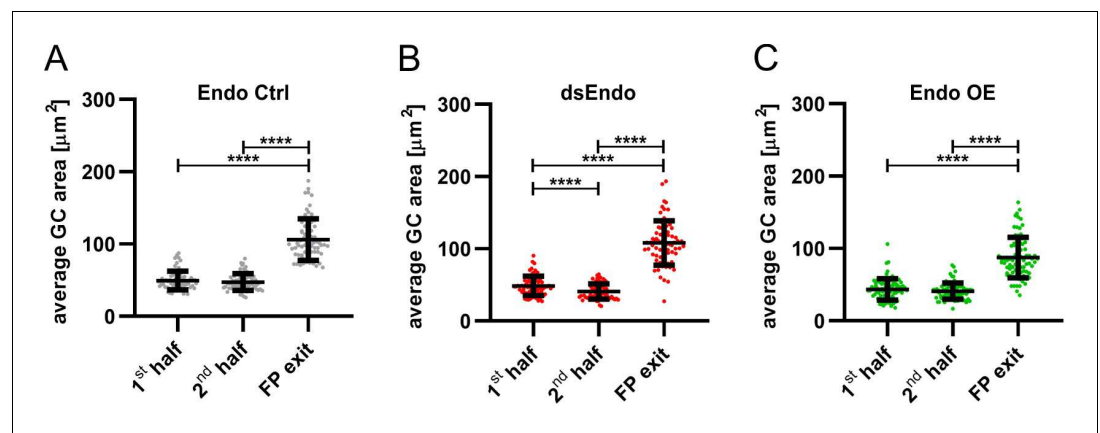 A
Endo Ctrl
average GC area [μm²]
300
200
100
0
****
****
1st half
2nd half
FP exit
B
dsEndo
average GC area [μm²]
300
200
100
0
****
****
****
1st half
2nd half
FP exit
C
Endo OE
average GC area [μm²]
300
200
100
0
****
****
1st half
2nd half
FP exit